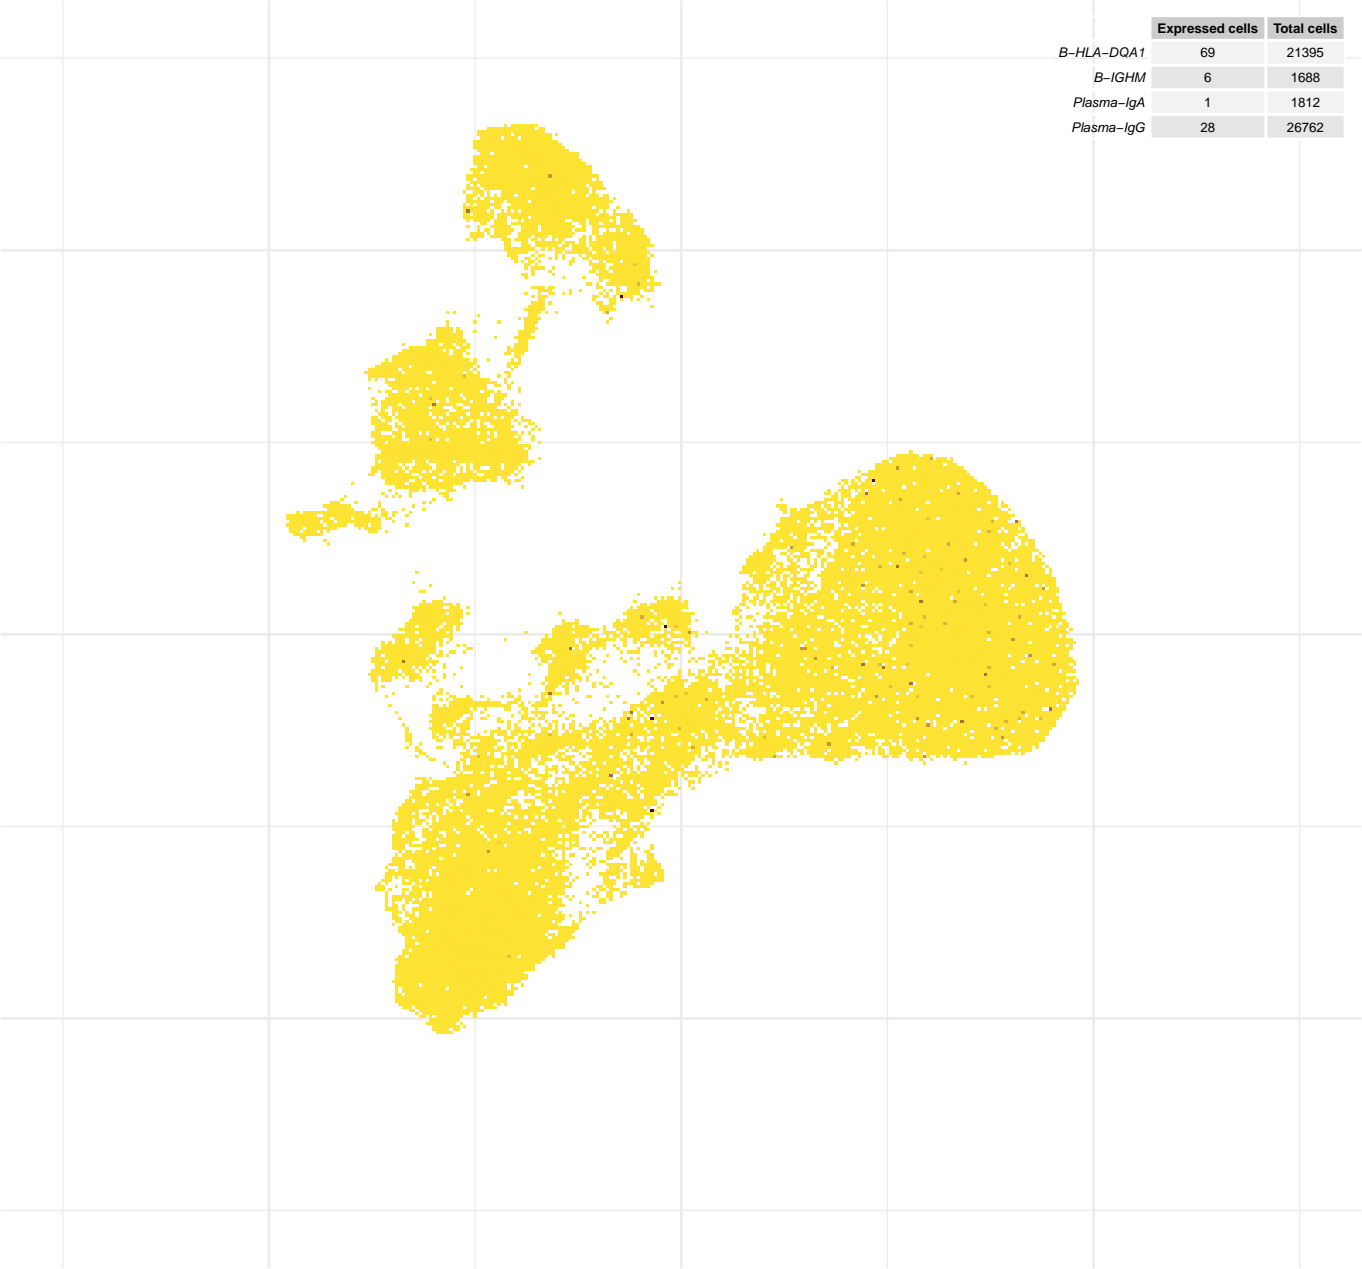 Expressed cells Total cells
B−HLA−DQA1 69 21395
B−IGHM 6 1688
Plasma−IgA 1 1812
Plasma−IgG 28 26762